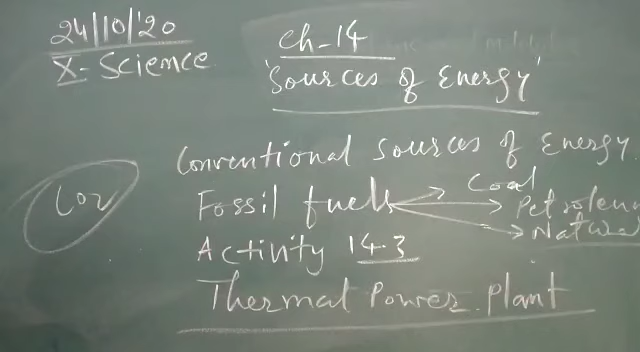 24/10/'20
X- Science
Ch-14
'Sources of Energy'
Conventional Sources of Energy.
Fossil fuels → Coal
→ Petroleum
→ Natural
Activity 14.3
Thermal Power Plant